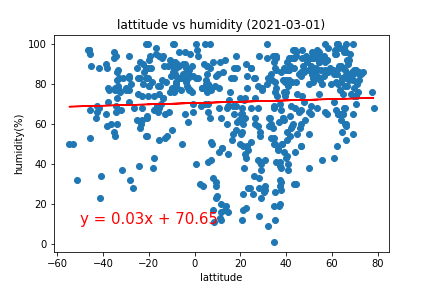 lattitude vs humidity (2021-03-01)
100
80
60
40
20
0
humidity(%)
y = 0.03x + 70.65
−60 −40 −20 0 20 40 60 80
lattitude